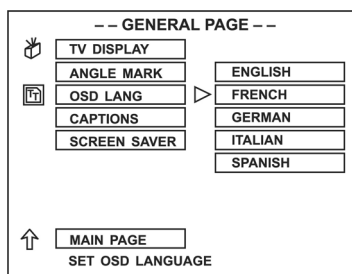 -- GENERAL PAGE --
TV DISPLAY
ANGLE MARK
ENGLISH
OSD LANG
FRENCH
CAPTIONS
GERMAN
SCREEN SAVER
ITALIAN
SPANISH
MAIN PAGE
SET OSD LANGUAGE